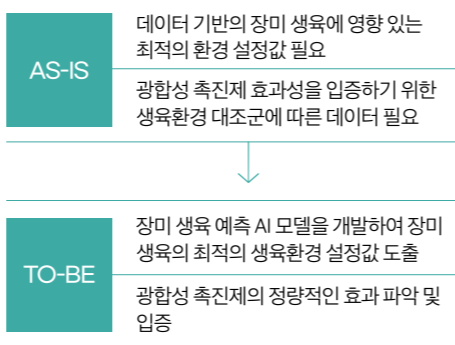 AS-IS
데이터 기반의 장미 생육에 영향 있는
최적의 환경 설정값 필요
광합성 촉진제 효과성을 입증하기 위한
생육환경 대조군에 따른 데이터 필요
TO-BE
장미 생육 예측 AI 모델을 개발하여 장미
생육의 최적의 생육환경 설정값 도출
광합성 촉진제의 정량적인 효과 파악 및
입증